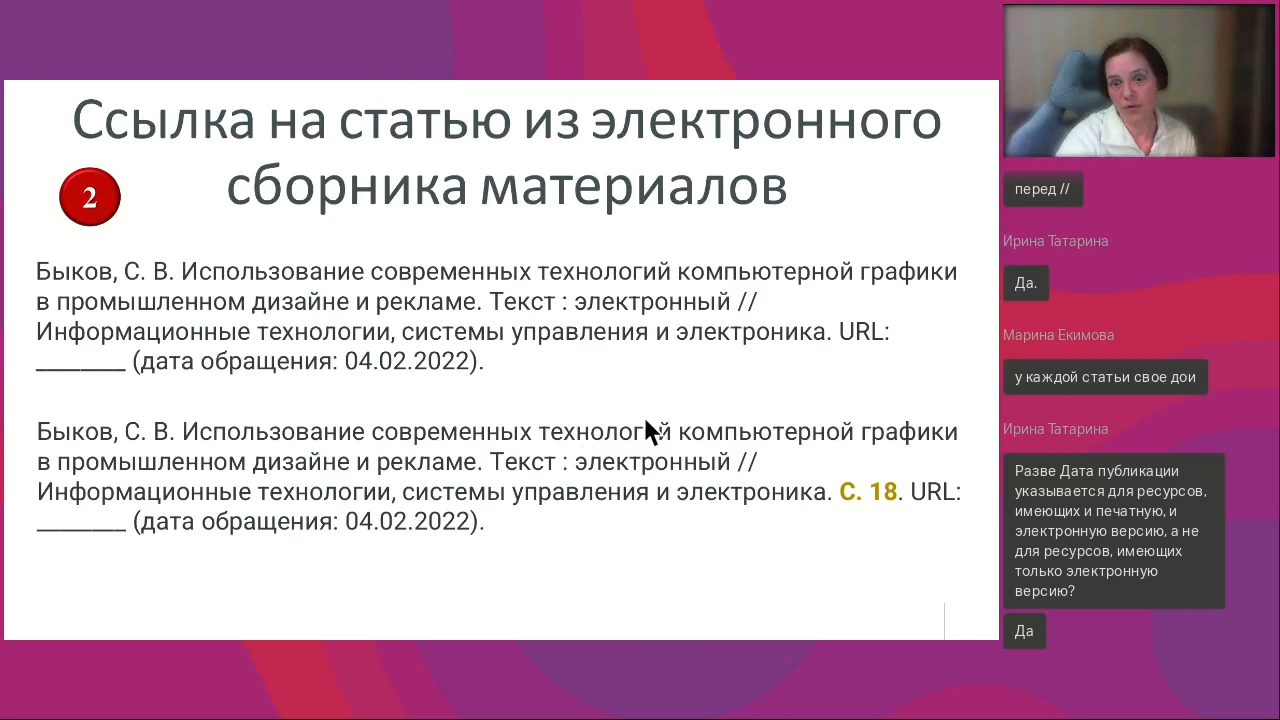 Ссылка на статью из электронного
сборника материалов
2
Быков, С. В. Использование современных технологий компьютерной графики
в промышленном дизайне и рекламе. Текст : электронный //
Информационные технологии, системы управления и электроника. URL:
________ (дата обращения: 04.02.2022).
Быков, С. В. Использование современных технологий компьютерной графики
в промышленном дизайне и рекламе. Текст : электронный //
Информационные технологии, системы управления и электроника. С. 18. URL:
________ (дата обращения: 04.02.2022).
перед //
Ирина Татарина
Да.
Марина Екимова
у каждой статьи свое дои
Ирина Татарина
Разве Дата публикации
указывается для ресурсов,
имеющих и печатную, и
электронную версию, а не
для ресурсов, имеющих
только электронную
версию?
Да